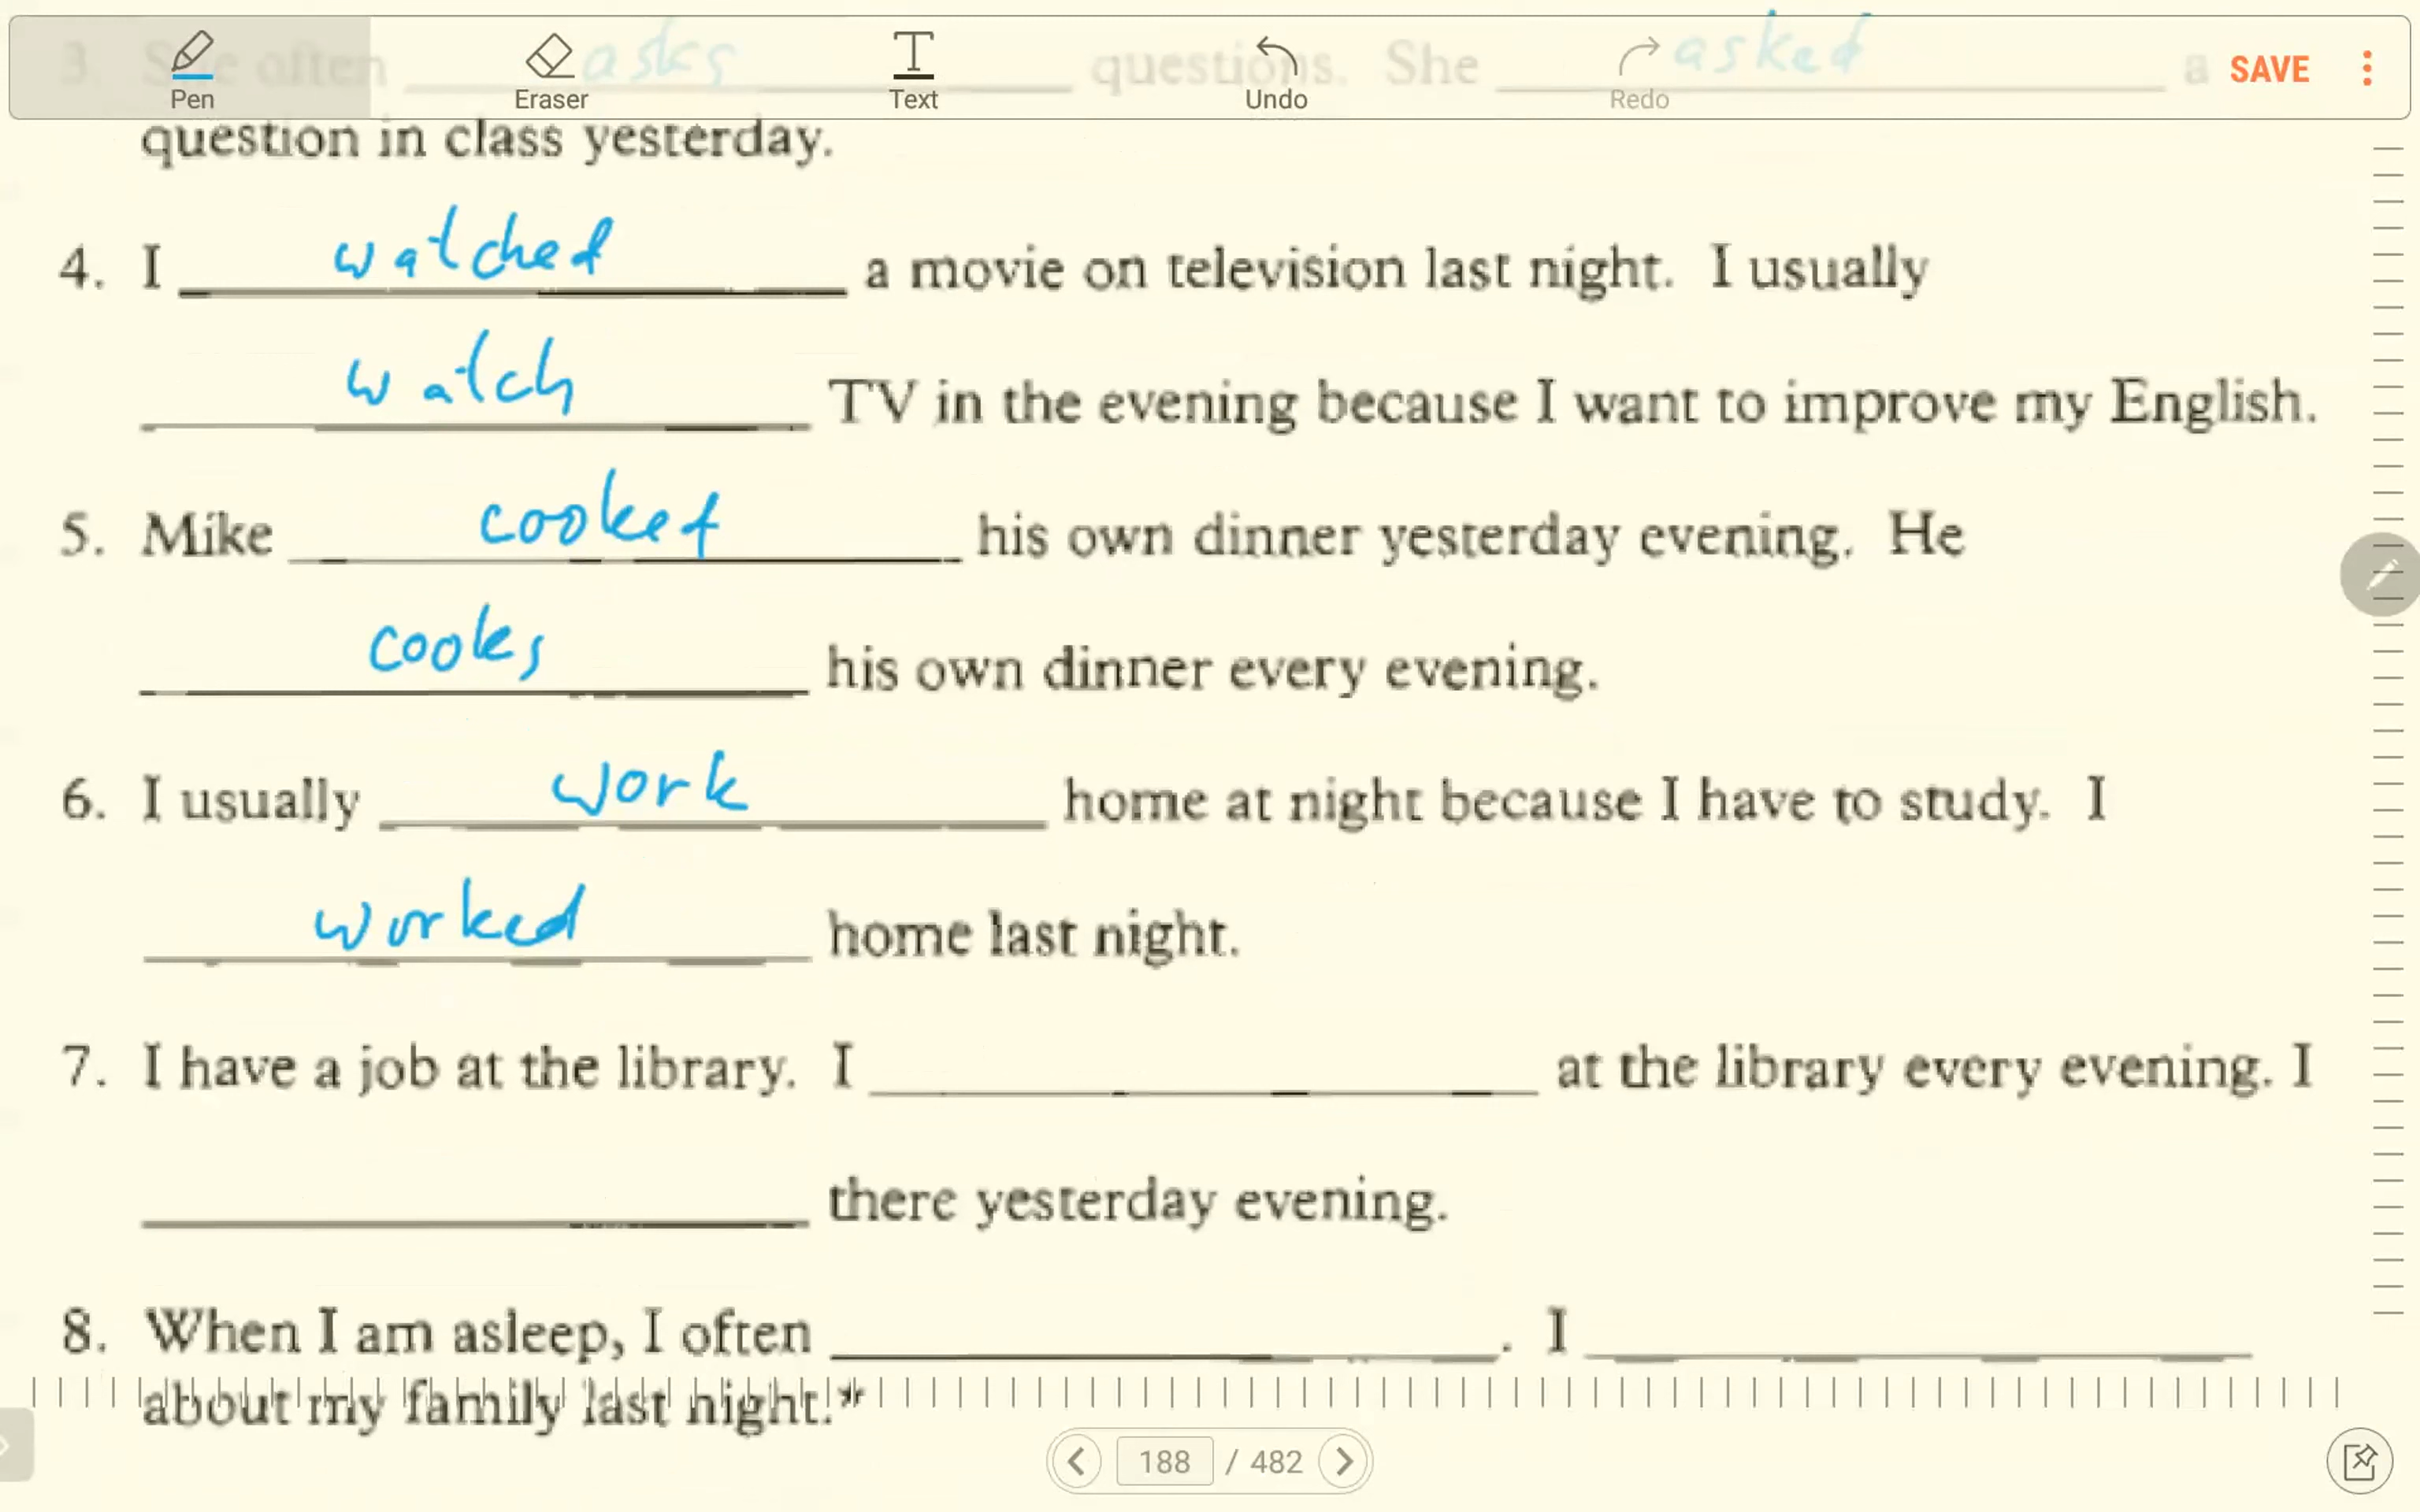 3. She often asks questions. She asked a
Pen Eraser Text Undo Redo SAVE
question in class yesterday.
4. I watched a movie on television last night. I usually
watch TV in the evening because I want to improve my English.
5. Mike cooked his own dinner yesterday evening. He
cooks his own dinner every evening.
6. I usually work home at night because I have to study. I
worked home last night.
7. I have a job at the library. I at the library every evening. I
there yesterday evening.
8. When I am asleep, I often . I
about my family last night.*
188 / 482